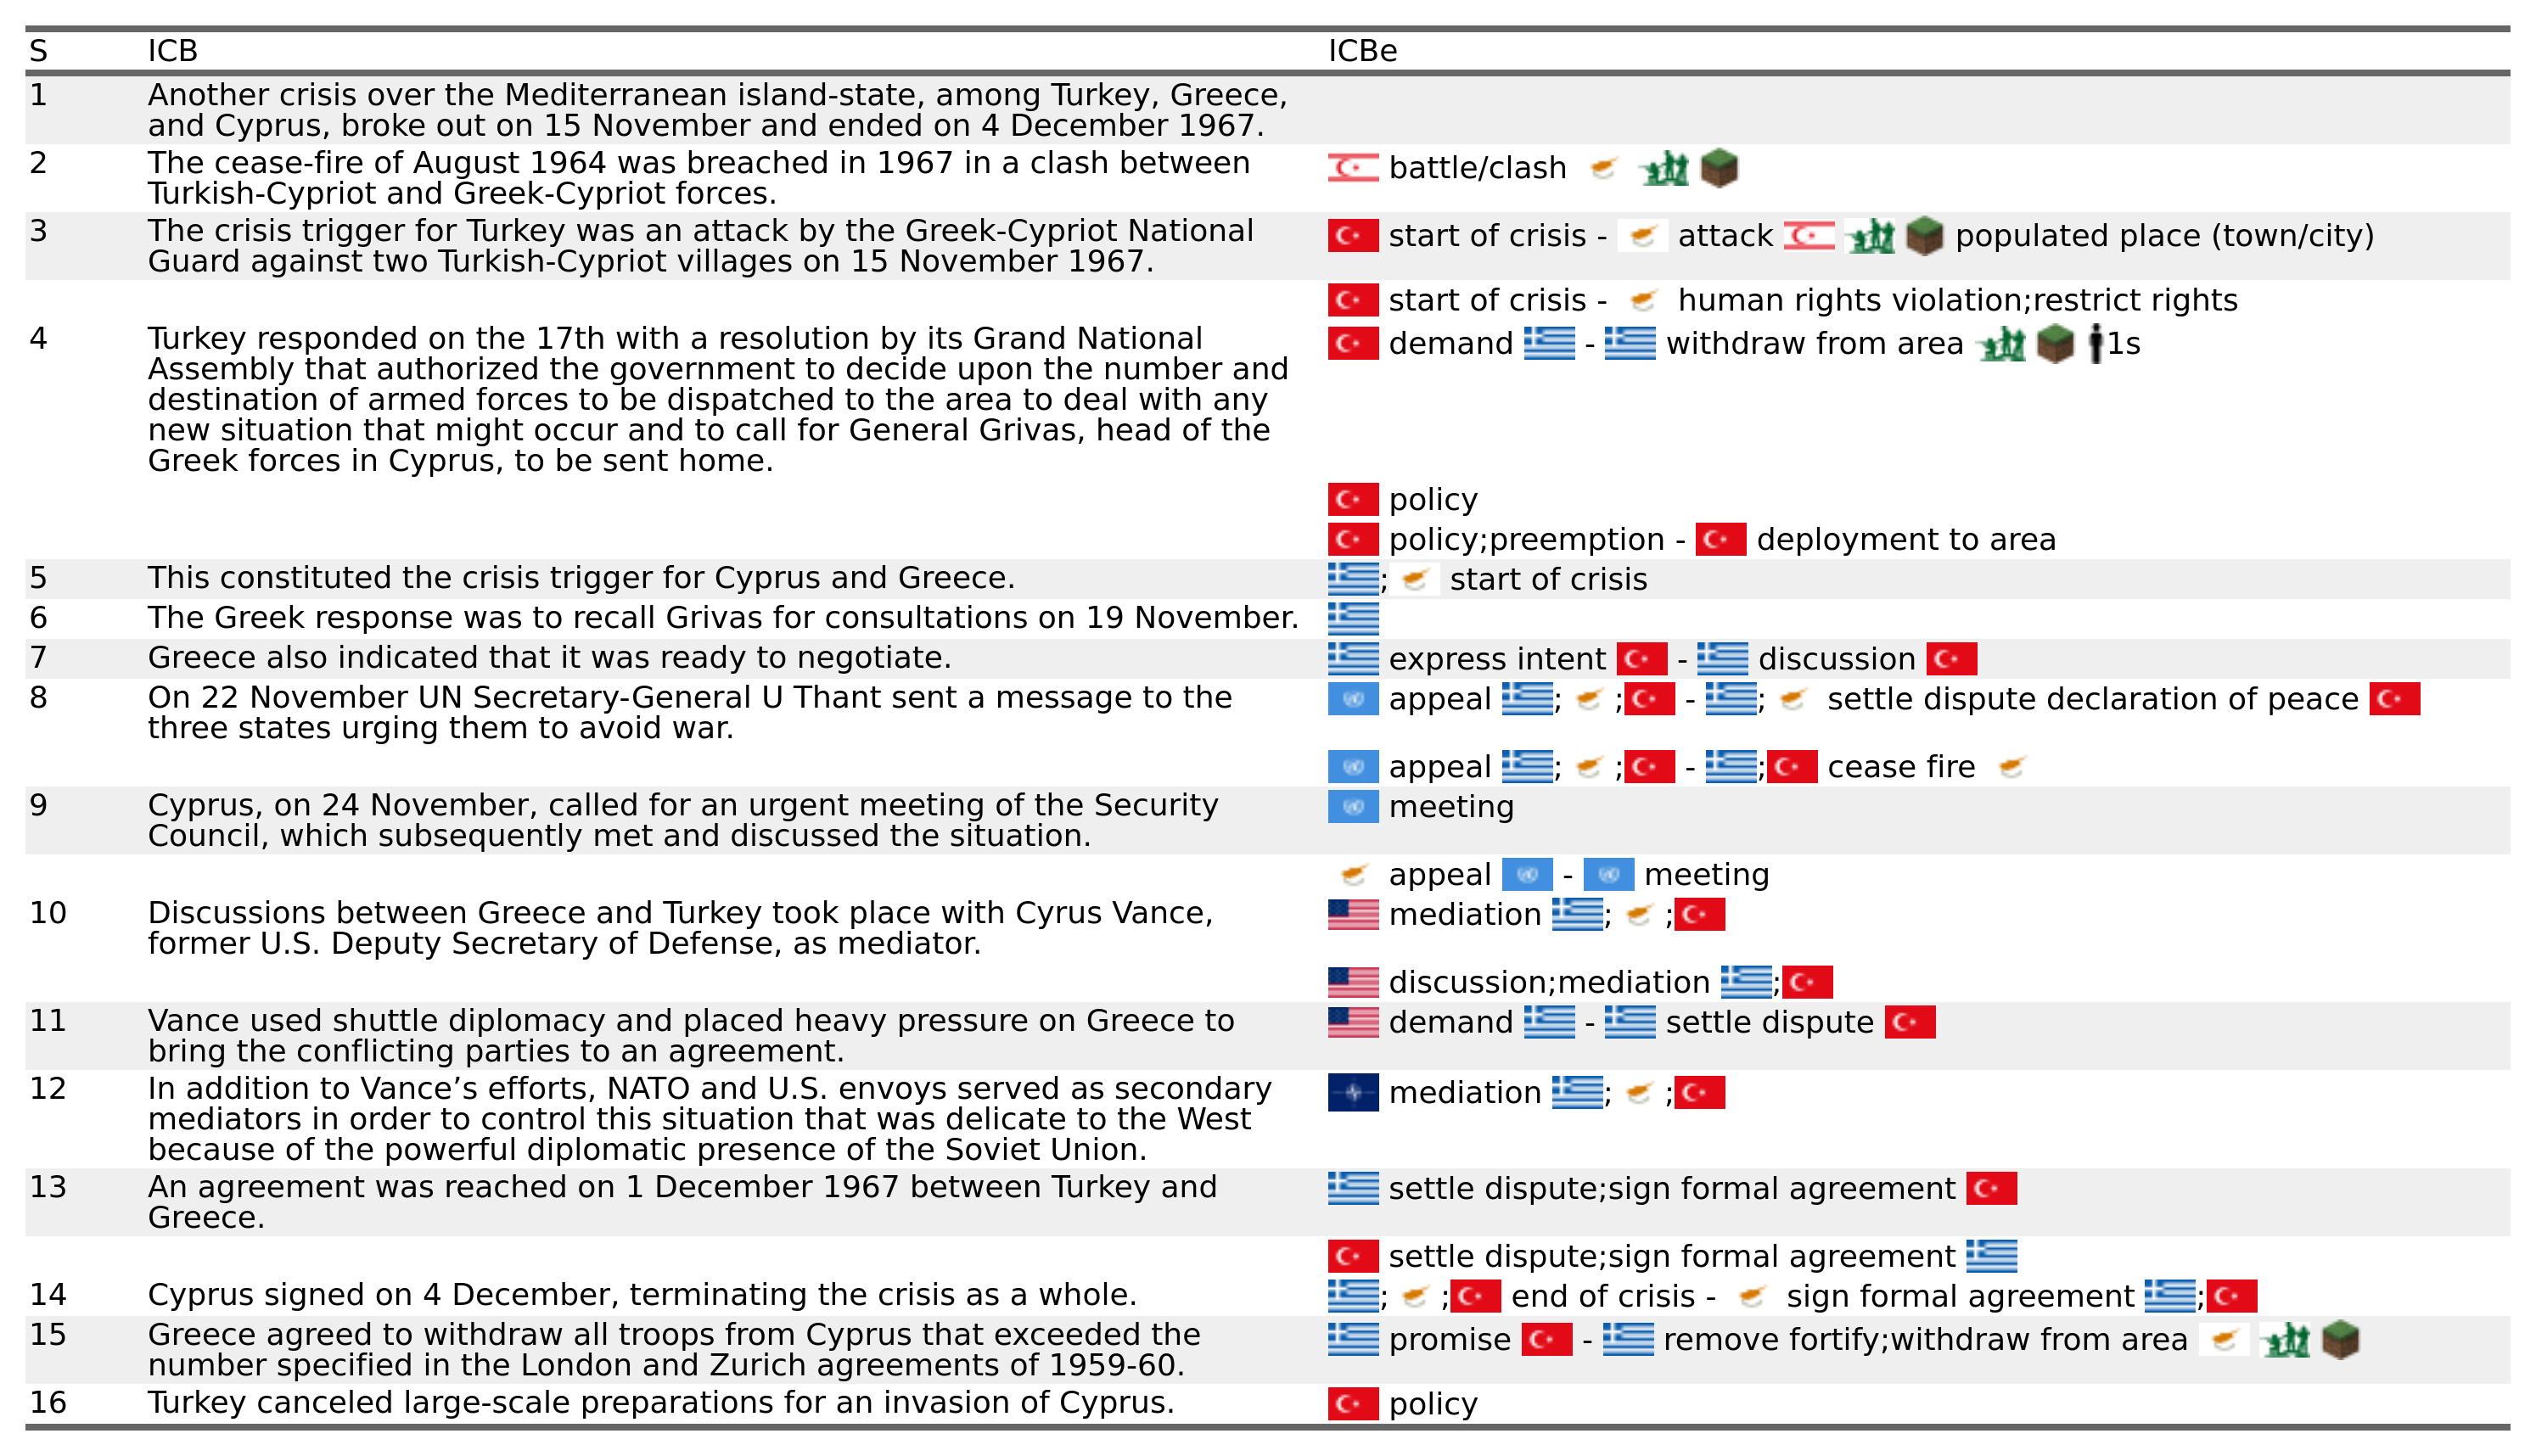 S ICB ICBe
1 Another crisis over the Mediterranean island-state, among Turkey, Greece,
and Cyprus, broke out on 15 November and ended on 4 December 1967.
2 The cease-fire of August 1964 was breached in 1967 in a clash between battle/clash
Turkish-Cypriot and Greek-Cypriot forces.
3 The crisis trigger for Turkey was an attack by the Greek-Cypriot National start of crisis - attack populated place (town/city)
Guard against two Turkish-Cypriot villages on 15 November 1967.
start of crisis - human rights violation;restrict rights
4 Turkey responded on the 17th with a resolution by its Grand National demand - withdraw from area 1s
Assembly that authorized the government to decide upon the number and
destination of armed forces to be dispatched to the area to deal with any
new situation that might occur and to call for General Grivas, head of the
Greek forces in Cyprus, to be sent home.
policy
policy;preemption - deployment to area
5 This constituted the crisis trigger for Cyprus and Greece. ; start of crisis
6 The Greek response was to recall Grivas for consultations on 19 November.
7 Greece also indicated that it was ready to negotiate. express intent - discussion
8 On 22 November UN Secretary-General U Thant sent a message to the appeal ; ; - ; settle dispute declaration of peace
three states urging them to avoid war.
appeal ; ; - ; cease fire
9 Cyprus, on 24 November, called for an urgent meeting of the Security meeting
Council, which subsequently met and discussed the situation.
appeal - meeting
10 Discussions between Greece and Turkey took place with Cyrus Vance, mediation ; ;
former U.S. Deputy Secretary of Defense, as mediator.
discussion;mediation ;
11 Vance used shuttle diplomacy and placed heavy pressure on Greece to demand - settle dispute
bring the conflicting parties to an agreement.
12 In addition to Vance’s efforts, NATO and U.S. envoys served as secondary mediation ; ;
mediators in order to control this situation that was delicate to the West
because of the powerful diplomatic presence of the Soviet Union.
13 An agreement was reached on 1 December 1967 between Turkey and settle dispute;sign formal agreement
Greece.
settle dispute;sign formal agreement
14 Cyprus signed on 4 December, terminating the crisis as a whole. ; ; end of crisis - sign formal agreement ;
15 Greece agreed to withdraw all troops from Cyprus that exceeded the promise - remove fortify;withdraw from area
number specified in the London and Zurich agreements of 1959-60.
16 Turkey canceled large-scale preparations for an invasion of Cyprus. policy